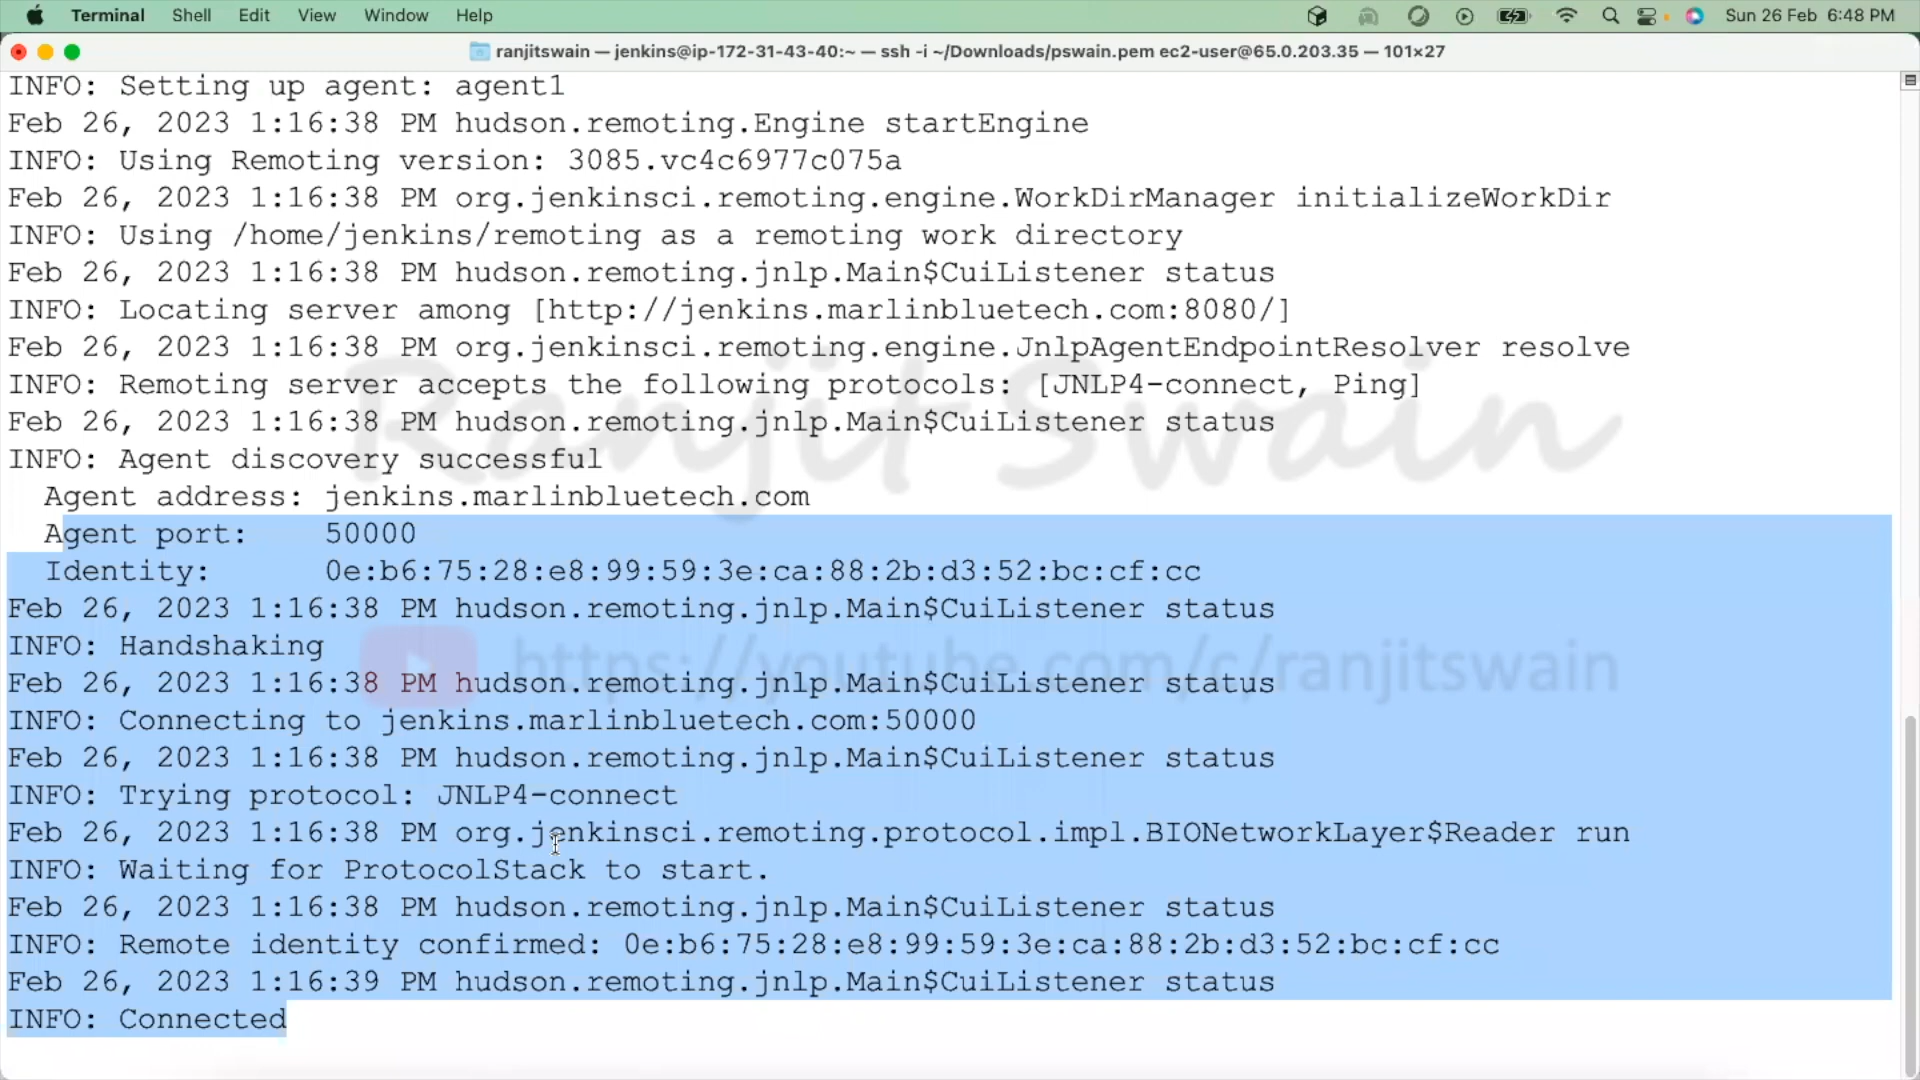 Terminal Shell Edit View Window Help Sun 26 Feb 6:48 PM
ranjitswain — jenkins@ip-172-31-43-40:~ — ssh -i ~/Downloads/pswain.pem ec2-user@65.0.203.35 — 101×27
INFO: Setting up agent: agent1
Feb 26, 2023 1:16:38 PM hudson.remoting.Engine startEngine
INFO: Using Remoting version: 3085.vc4c6977c075a
Feb 26, 2023 1:16:38 PM org.jenkinsci.remoting.engine.WorkDirManager initializeWorkDir
INFO: Using /home/jenkins/remoting as a remoting work directory
Feb 26, 2023 1:16:38 PM hudson.remoting.jnlp.Main$CuiListener status
INFO: Locating server among [http://jenkins.marlinbluetech.com:8080/]
Feb 26, 2023 1:16:38 PM org.jenkinsci.remoting.engine.JnlpAgentEndpointResolver resolve
INFO: Remoting server accepts the following protocols: [JNLP4-connect, Ping]
Feb 26, 2023 1:16:38 PM hudson.remoting.jnlp.Main$CuiListener status
Ranjit Swain
INFO: Agent discovery successful
Agent address: jenkins.marlinbluetech.com
Agent port: 50000
Identity: 0e:b6:75:28:e8:99:59:3e:ca:88:2b:d3:52:bc:cf:cc
Feb 26, 2023 1:16:38 PM hudson.remoting.jnlp.Main$CuiListener status
INFO: Handshaking
https://youtube.com/c/ranjitswain
Feb 26, 2023 1:16:38 PM hudson.remoting.jnlp.Main$CuiListener status
INFO: Connecting to jenkins.marlinbluetech.com:50000
Feb 26, 2023 1:16:38 PM hudson.remoting.jnlp.Main$CuiListener status
INFO: Trying protocol: JNLP4-connect
Feb 26, 2023 1:16:38 PM org.jenkinsci.remoting.protocol.impl.BIONetworkLayer$Reader run
INFO: Waiting for ProtocolStack to start.
Feb 26, 2023 1:16:38 PM hudson.remoting.jnlp.Main$CuiListener status
INFO: Remote identity confirmed: 0e:b6:75:28:e8:99:59:3e:ca:88:2b:d3:52:bc:cf:cc
Feb 26, 2023 1:16:39 PM hudson.remoting.jnlp.Main$CuiListener status
INFO: Connected